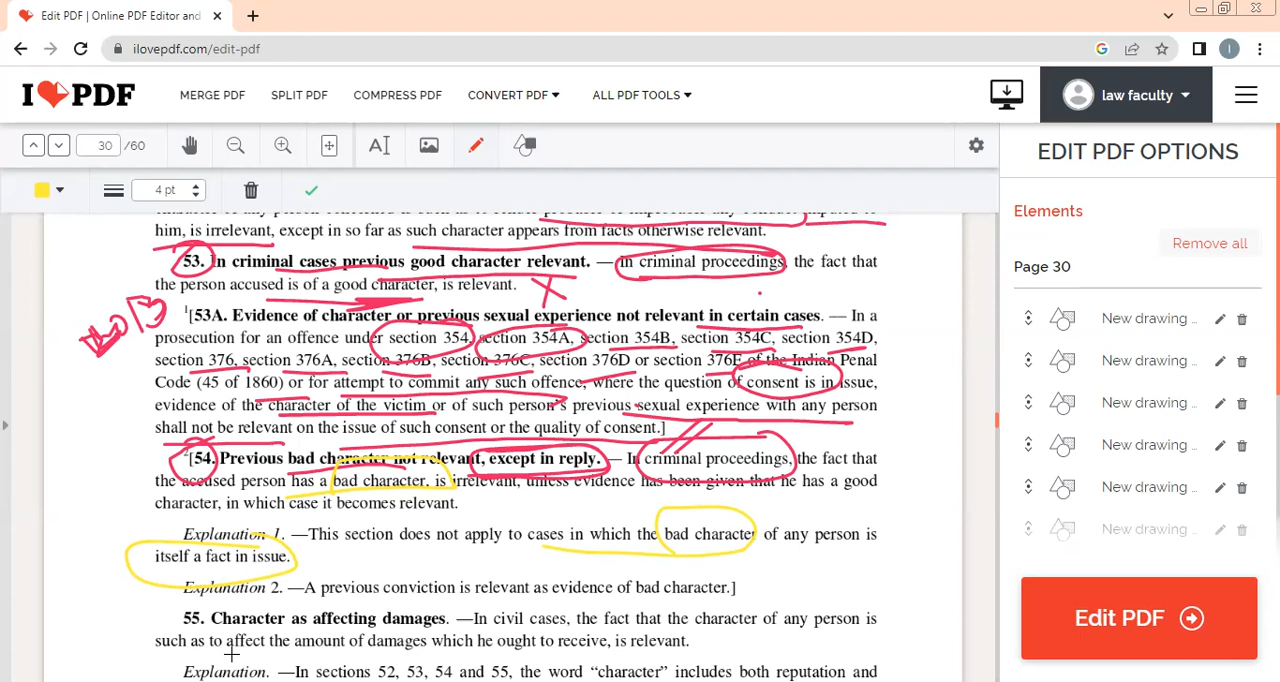 Edit PDF | Online PDF Editor and
ilovepdf.com/edit-pdf
I PDF
MERGE PDF SPLIT PDF COMPRESS PDF CONVERT PDF ALL PDF TOOLS
law faculty
30 /60
4 pt
him, is irrelevant, except in so far as such character appears from facts otherwise relevant.
53. In criminal cases previous good character relevant. — In criminal proceedings, the fact that
the person accused is of a good character, is relevant.
1[53A. Evidence of character or previous sexual experience not relevant in certain cases. — In a
prosecution for an offence under section 354, section 354A, section 354B, section 354C, section 354D,
section 376, section 376A, section 376B, section 376C, section 376D or section 376E of the Indian Penal
Code (45 of 1860) or for attempt to commit any such offence, where the question of consent is in issue,
evidence of the character of the victim or of such person's previous sexual experience with any person
shall not be relevant on the issue of such consent or the quality of consent.]
2[54. Previous bad character not relevant, except in reply. — In criminal proceedings, the fact that
the accused person has a bad character, is irrelevant, unless evidence has been given that he has a good
character, in which case it becomes relevant.
Explanation 1. —This section does not apply to cases in which the bad character of any person is
itself a fact in issue.
Explanation 2. —A previous conviction is relevant as evidence of bad character.]
55. Character as affecting damages. —In civil cases, the fact that the character of any person is
such as to affect the amount of damages which he ought to receive, is relevant.
Explanation. —In sections 52, 53, 54 and 55, the word “character” includes both reputation and
EDIT PDF OPTIONS
Elements
Remove all
Page 30
New drawing ..
New drawing ..
New drawing ..
New drawing ..
New drawing ..
New drawing ..
Edit PDF